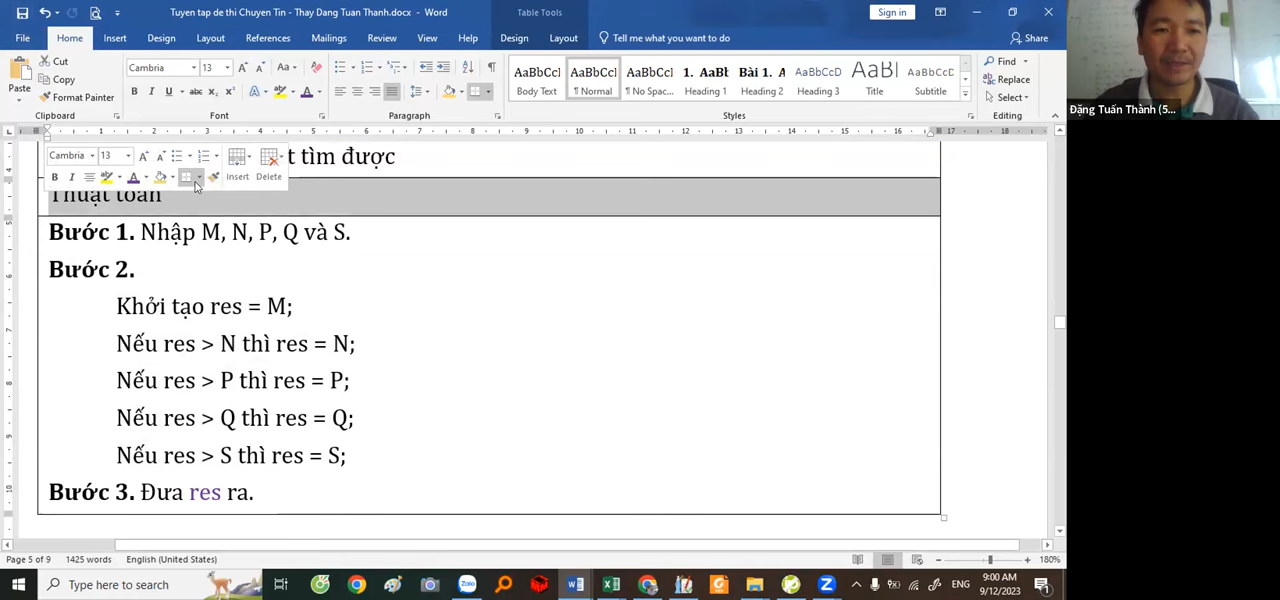 Tuyen tap de thi Chuyen Tin - Thay Dang Tuan Thanh.docx - Word
Table Tools
Sign in
File Home Insert Design Layout References Mailings Review View Help Design Layout Tell me what you want to do Share
Paste
Cut
Copy
Format Painter
Clipboard
Cambria 13
Font
Paragraph
AaBbCcI Body Text
AaBbCcI ¶ Normal
AaBbCcI ¶ No Spac...
1. AaBl Heading 1
Bài 1. A Heading 2
AaBbCcD Heading 3
AaBl Title
AaBbCcD Subtitle
Styles
Find
Replace
Select
Editing
Đặng Tuấn Thành (5...
Cambria 13
Insert Delete
t tìm được
Thuật toán
Bước 1. Nhập M, N, P, Q và S.
Bước 2.
Khởi tạo res = M;
Nếu res > N thì res = N;
Nếu res > P thì res = P;
Nếu res > Q thì res = Q;
Nếu res > S thì res = S;
Bước 3. Đưa res ra.
Page 5 of 9 1425 words English (United States) 180%
Type here to search
ENG
9:00 AM
9/12/2023